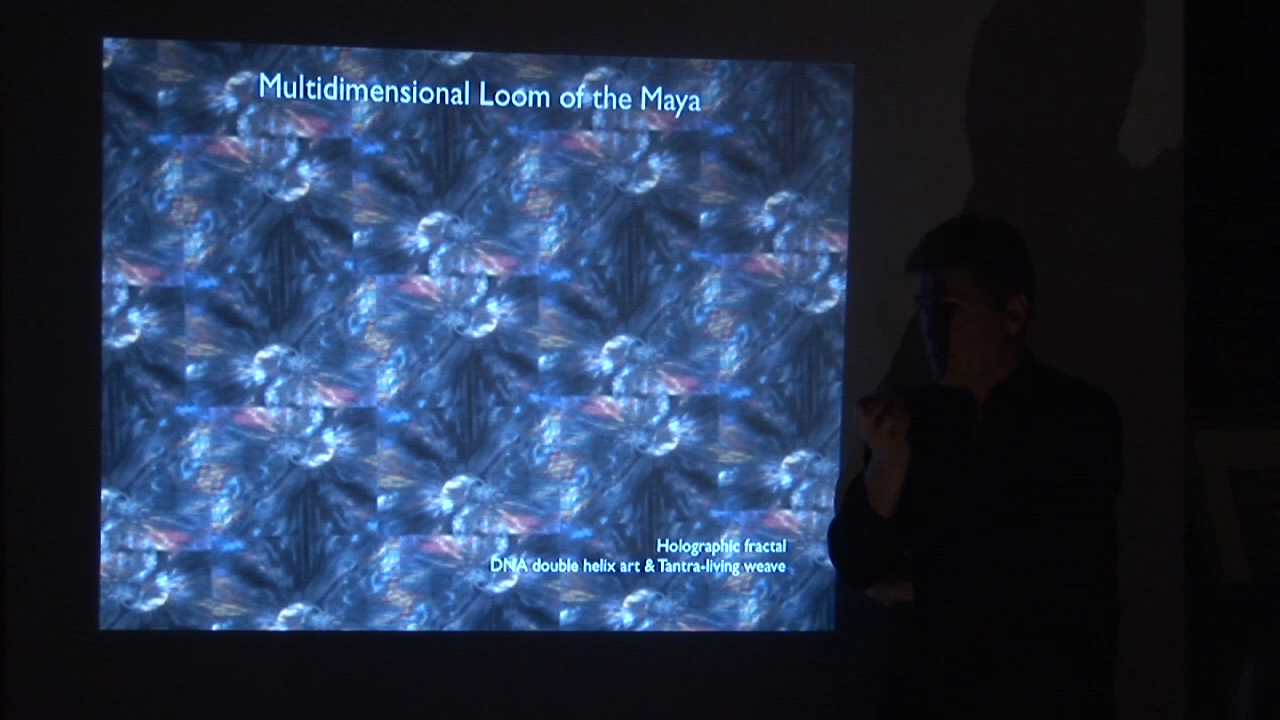 Multidimensional Loom of the Maya
Holographic fractal
DNA double helix art & Tantra-living weave